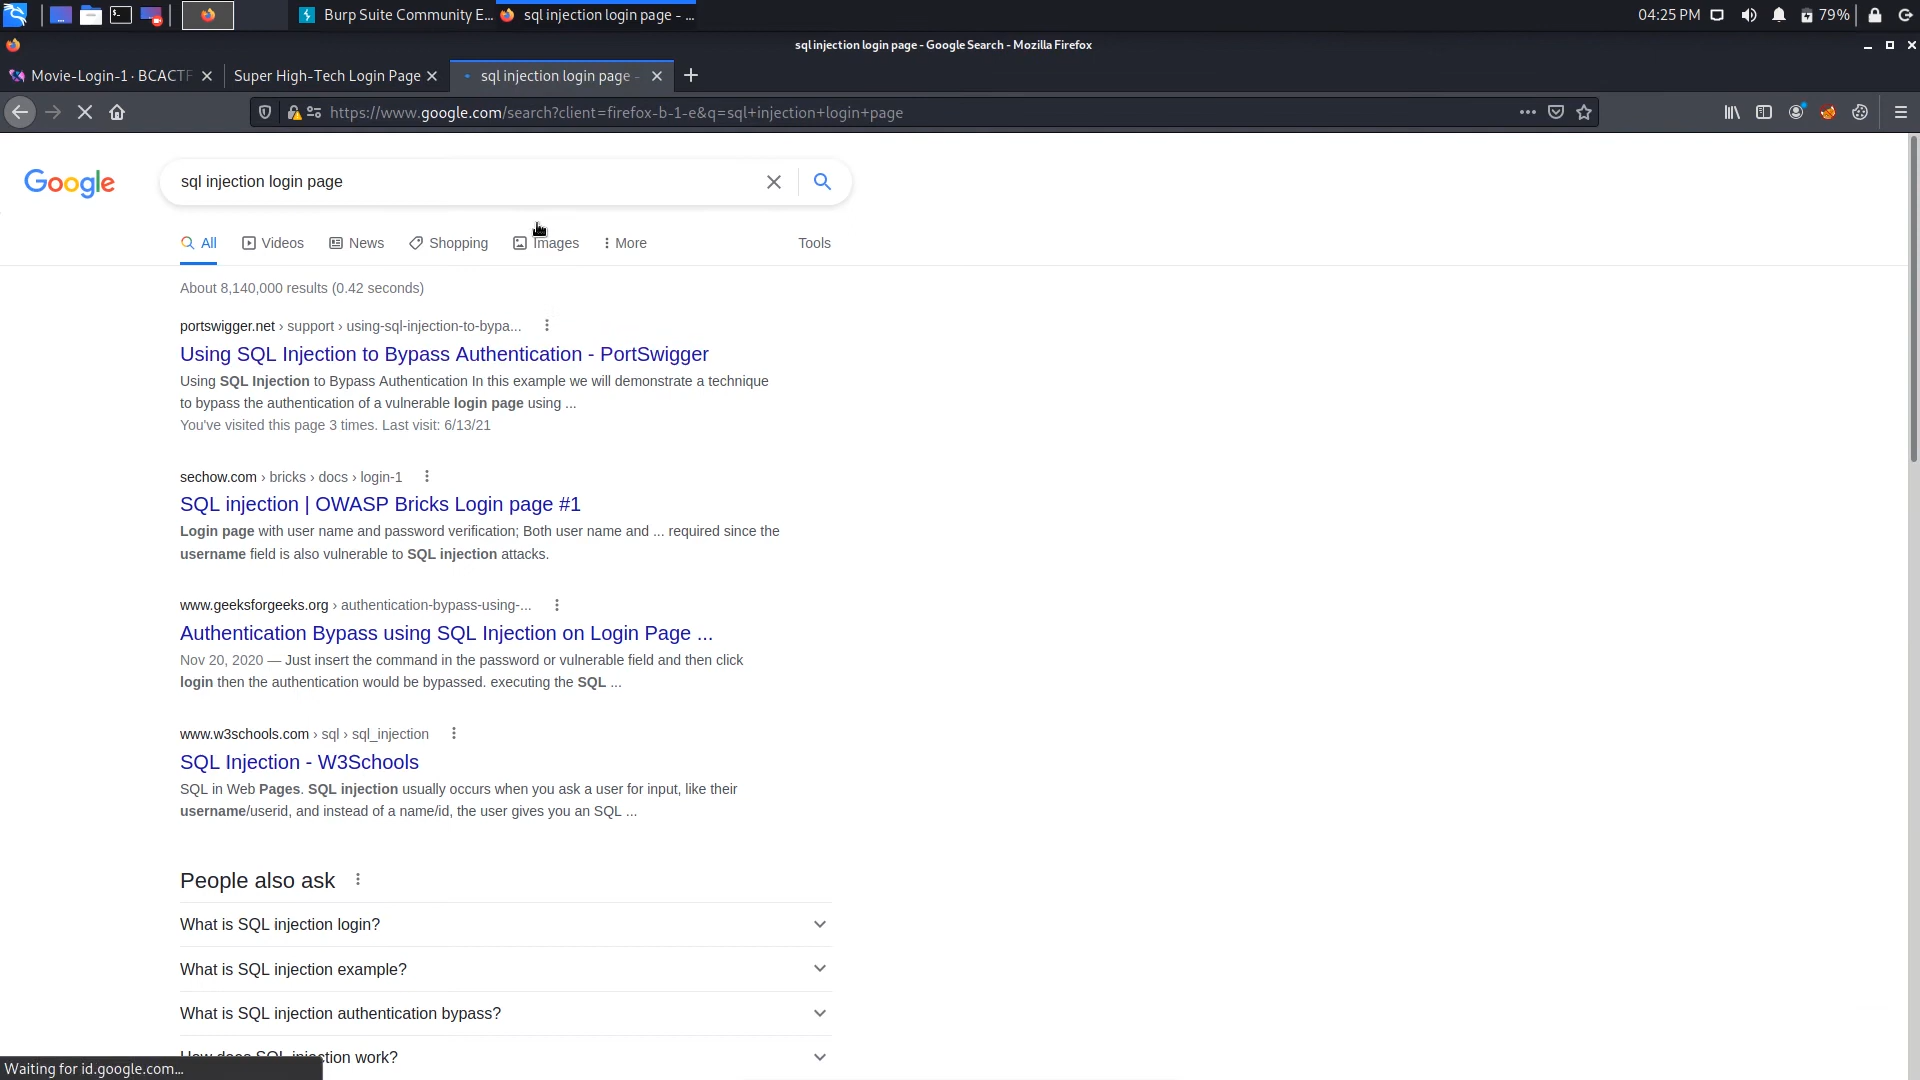 Burp Suite Community E...
sql injection login page - ...
04:25 PM
79%
sql injection login page - Google Search - Mozilla Firefox
Movie-Login-1 · BCACTF
Super High-Tech Login Page
sql injection login page -
https://www.google.com/search?client=firefox-b-1-e&q=sql+injection+login+page
Google
sql injection login page
All
Videos
News
Shopping
Images
More
Tools
About 8,140,000 results (0.42 seconds)
portswigger.net › support › using-sql-injection-to-bypa...
Using SQL Injection to Bypass Authentication - PortSwigger
Using SQL Injection to Bypass Authentication In this example we will demonstrate a technique
to bypass the authentication of a vulnerable login page using ...
You've visited this page 3 times. Last visit: 6/13/21
sechow.com › bricks › docs › login-1
SQL injection | OWASP Bricks Login page #1
Login page with user name and password verification; Both user name and ... required since the
username field is also vulnerable to SQL injection attacks.
www.geeksforgeeks.org › authentication-bypass-using-...
Authentication Bypass using SQL Injection on Login Page ...
Nov 20, 2020 — Just insert the command in the password or vulnerable field and then click
login then the authentication would be bypassed. executing the SQL ...
www.w3schools.com › sql › sql_injection
SQL Injection - W3Schools
SQL in Web Pages. SQL injection usually occurs when you ask a user for input, like their
username/userid, and instead of a name/id, the user gives you an SQL ...
People also ask
What is SQL injection login?
What is SQL injection example?
What is SQL injection authentication bypass?
How does SQL injection work?
Waiting for id.google.com...